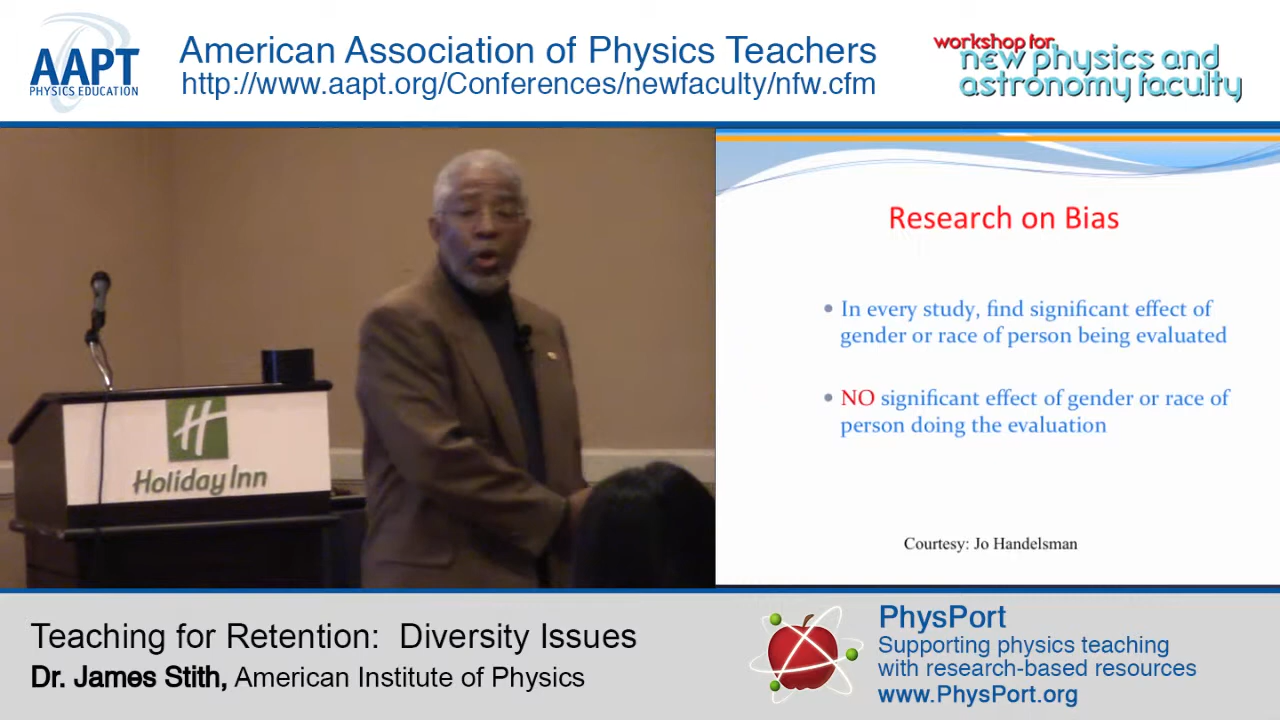 AAPT
PHYSICS EDUCATION
American Association of Physics Teachers
http://www.aapt.org/Conferences/newfaculty/nfw.cfm
workshop for
new physics and
astronomy faculty
H
Holiday Inn
Research on Bias
• In every study, find significant effect of
gender or race of person being evaluated
• NO significant effect of gender or race of
person doing the evaluation
Courtesy: Jo Handelsman
Teaching for Retention: Diversity Issues
Dr. James Stith, American Institute of Physics
PhysPort
Supporting physics teaching
with research-based resources
www.PhysPort.org